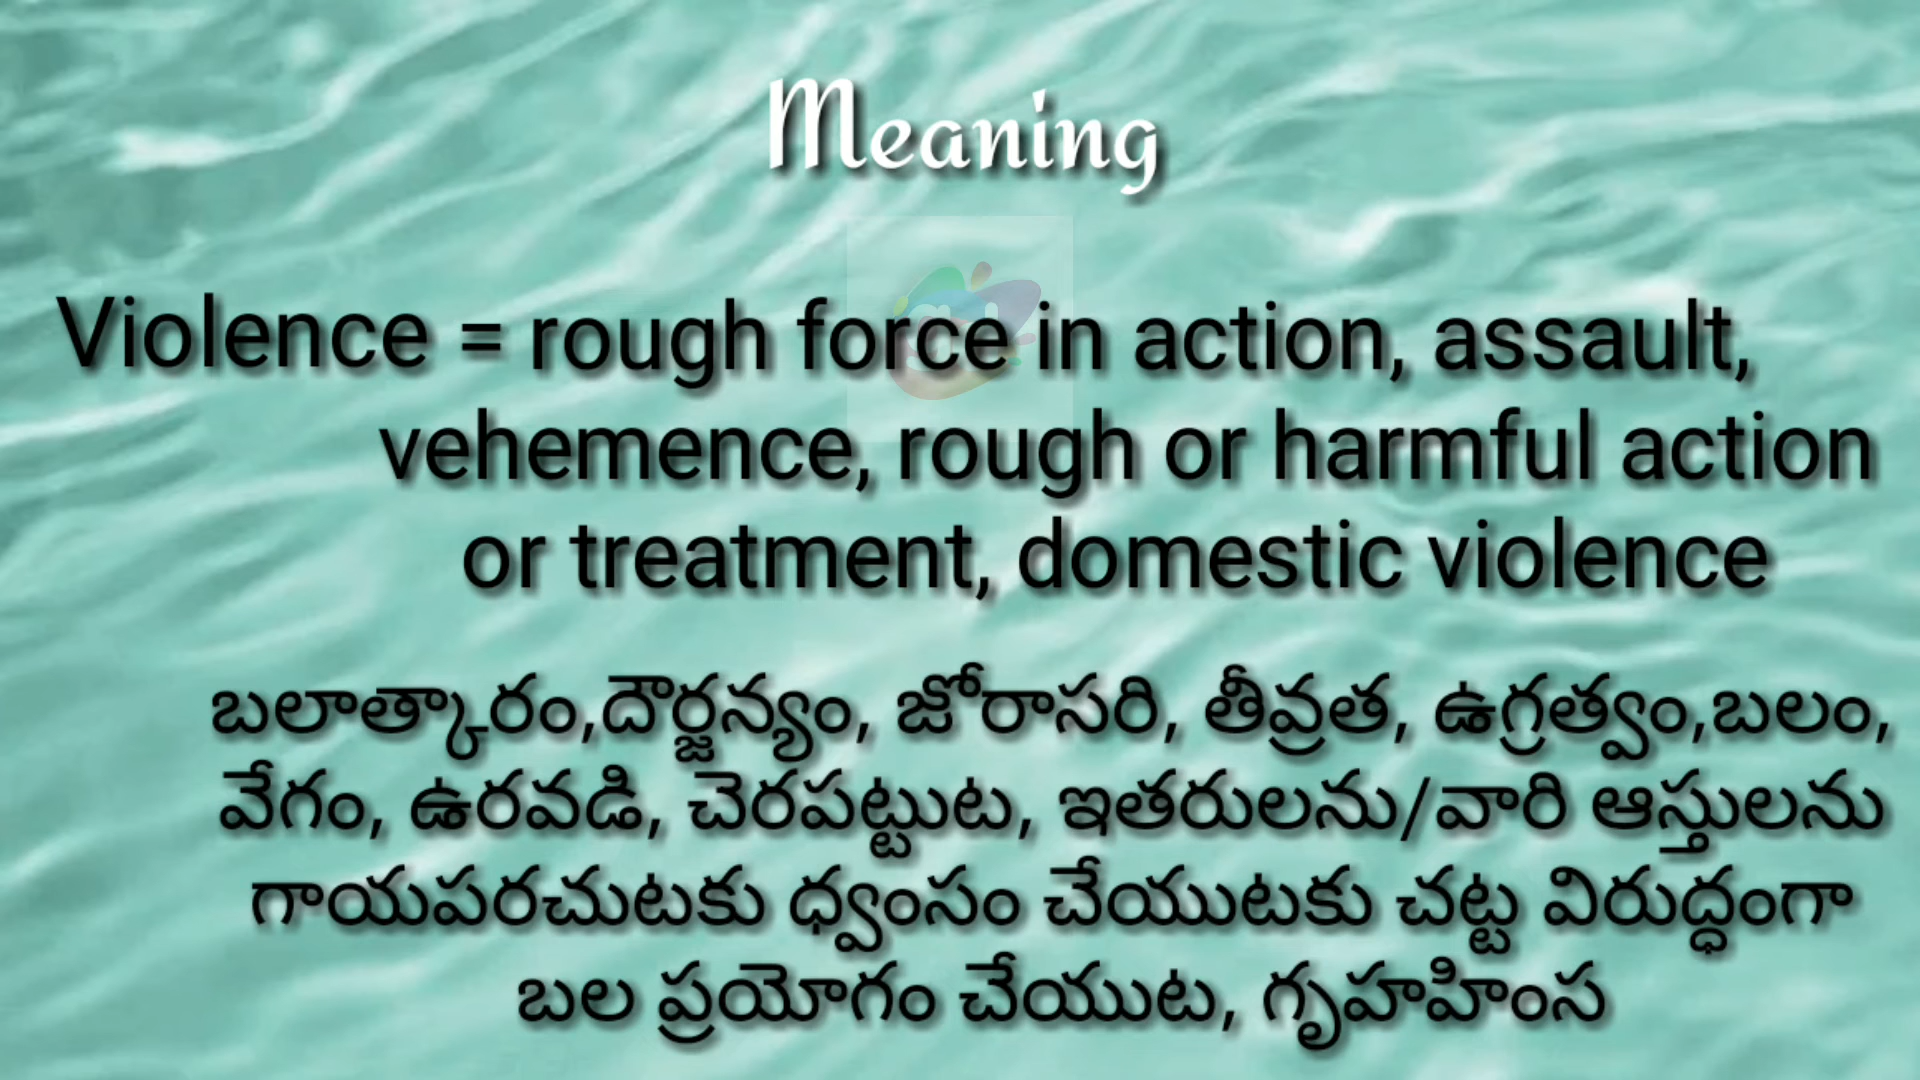 Meaning
Violence = rough force in action, assault,
vehemence, rough or harmful action
or treatment, domestic violence
బలాత్కారం,దౌర్జన్యం, జోరాసరి, తీవ్రత, ఉగ్రత్వం,బలం,
వేగం, ఉరవడి, చెరపట్టుట, ఇతరులను/వారి ఆస్తులను
గాయపరచుటకు ధ్వంసం చేయుటకు చట్ట విరుద్ధంగా
బల ప్రయోగం చేయుట, గృహహింస